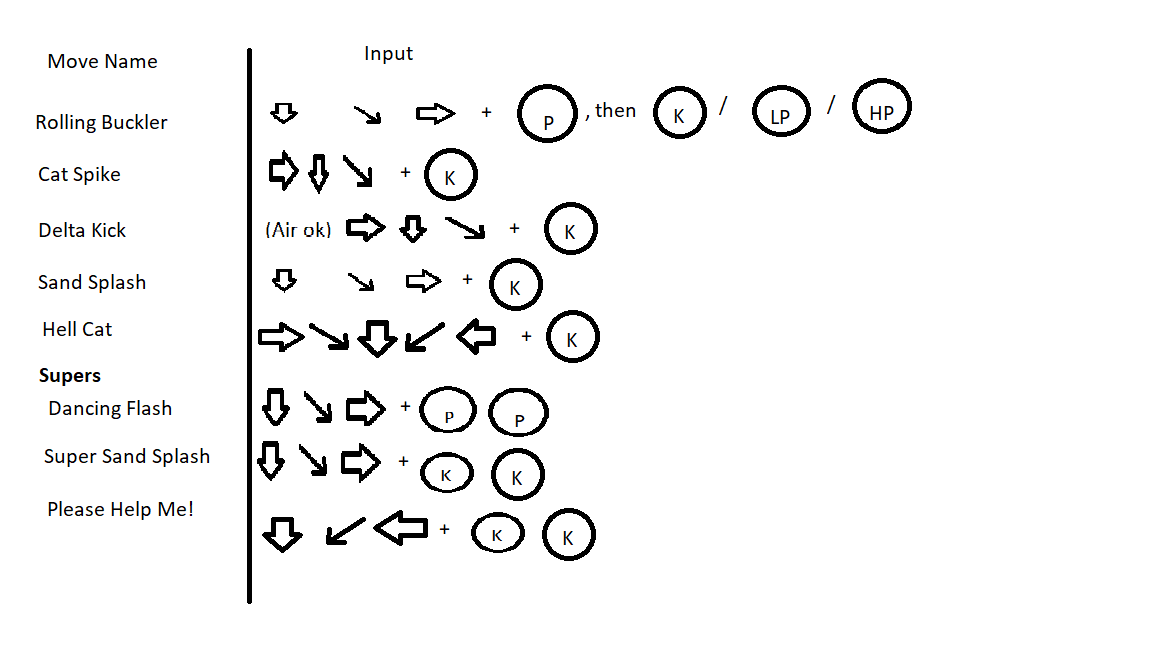 Move Name Input
Rolling Buckler + P , then K / LP / HP
Cat Spike + K
Delta Kick (Air ok) + K
Sand Splash + K
Hell Cat + K
Supers
Dancing Flash + P P
Super Sand Splash + K K
Please Help Me! + K K